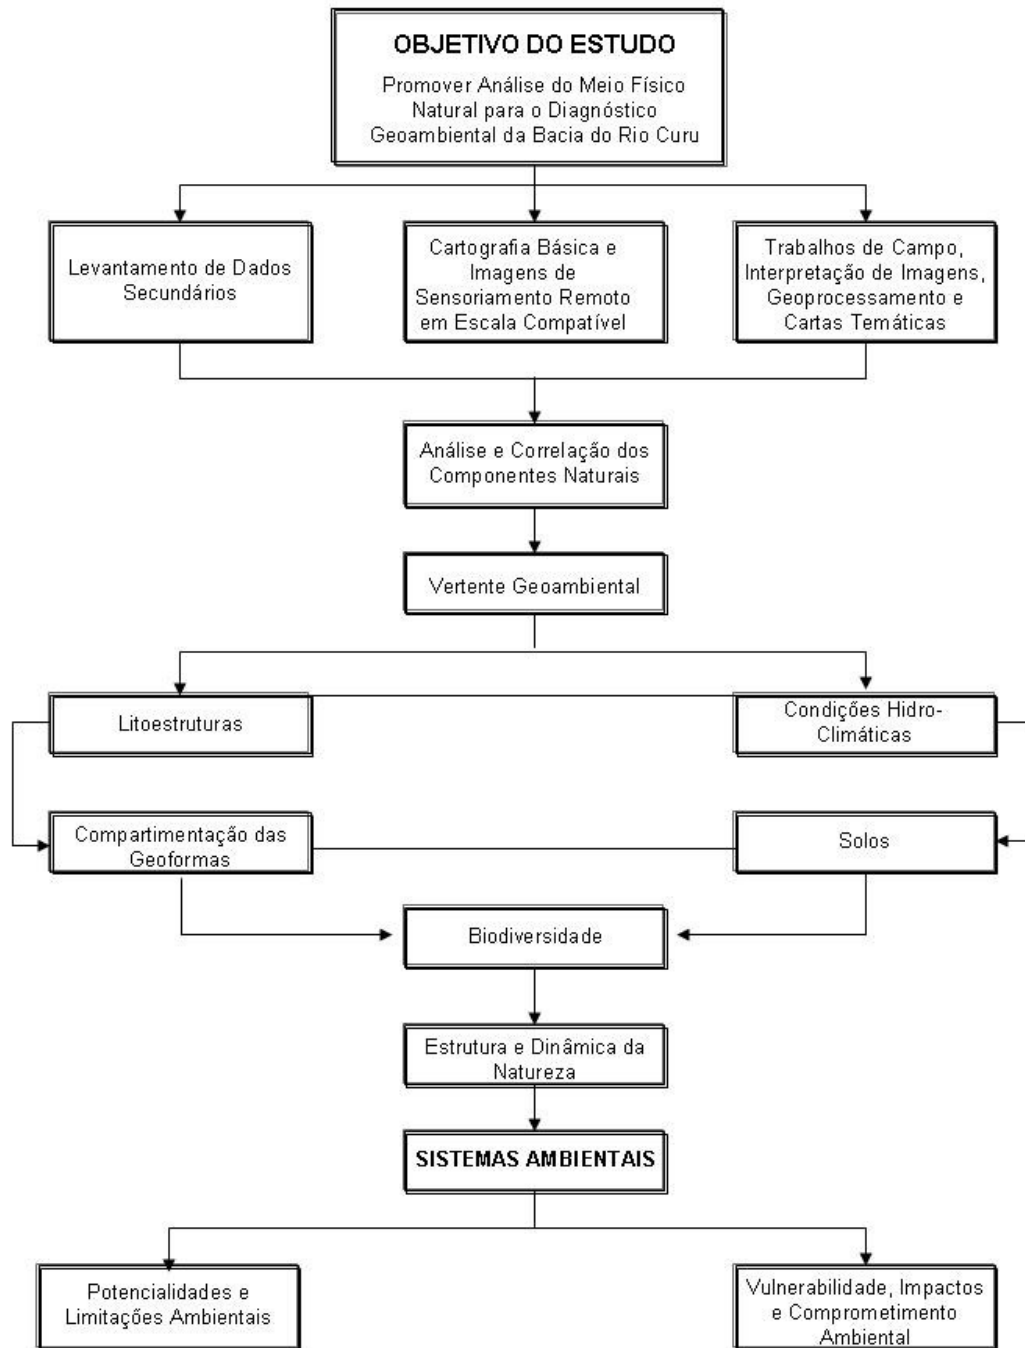 OBJETIVO DO ESTUDO
Promover Análise do Meio Físico
Natural para o Diagnóstico
Geoambiental da Bacia do Rio Curu
Levantamento de Dados
Secundários
Cartografia Básica e
Imagens de
Sensoriamento Remoto
em Escala Compatível
Trabalhos de Campo,
Interpretação de Imagens,
Geoprocessamento e
Cartas Temáticas
Análise e Correlação dos
Componentes Naturais
Vertente Geoambiental
Litoestruturas
Condições Hidro-
Climáticas
Compartimentação das
Geoformas
Solos
Biodiversidade
Estrutura e Dinâmica da
Natureza
SISTEMAS AMBIENTAIS
Potencialidades e
Limitações Ambientais
Vulnerabilidade, Impactos
e Comprometimento
Ambiental